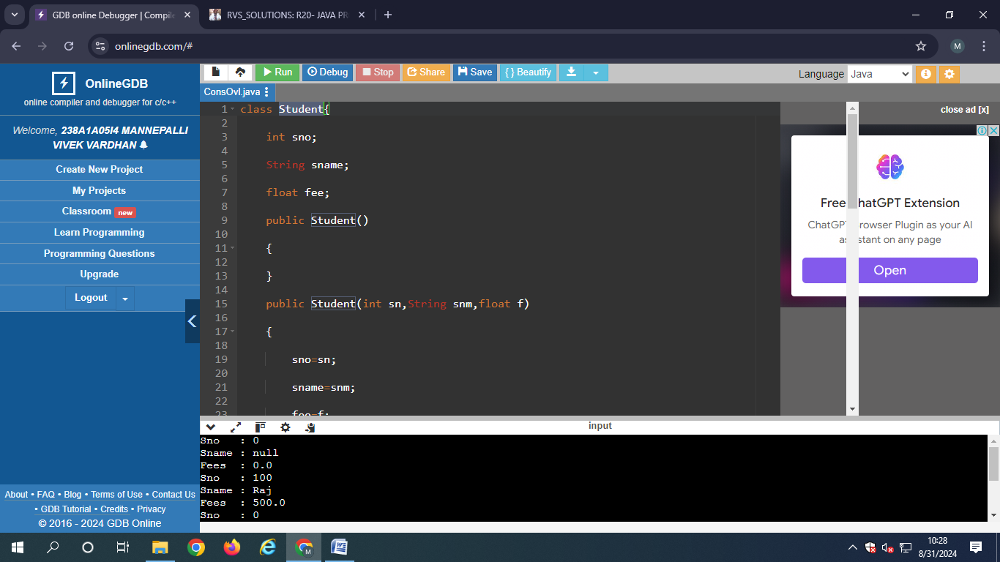 GDB online Debugger | Compile
RVS_SOLUTIONS: R20- JAVA PR
onlinegdb.com/#
M
OnlineGDB
online compiler and debugger for c/c++
Welcome, 238A1A05I4 MANNEPALLI
VIVEK VARDHAN
Create New Project
My Projects
Classroom new
Learn Programming
Programming Questions
Upgrade
Logout
About • FAQ • Blog • Terms of Use • Contact Us
• GDB Tutorial • Credits • Privacy
© 2016 - 2024 GDB Online
Run Debug Stop Share Save { } Beautify
Language Java
ConsOvl.java
1 class Student{
2
3 int sno;
4
5 String sname;
6
7 float fee;
8
9 public Student()
10
11 {
12
13 }
14
15 public Student(int sn,String snm,float f)
16
17 {
18
19 sno=sn;
20
21 sname=snm;
22
23 fee=f;
close ad [x]
Free ChatGPT Extension
ChatGPT Browser Plugin as your AI
assistant on any page
Open
input
Sno : 0
Sname : null
Fees : 0.0
Sno : 100
Sname : Raj
Fees : 500.0
Sno : 0
M
10:28
8/31/2024